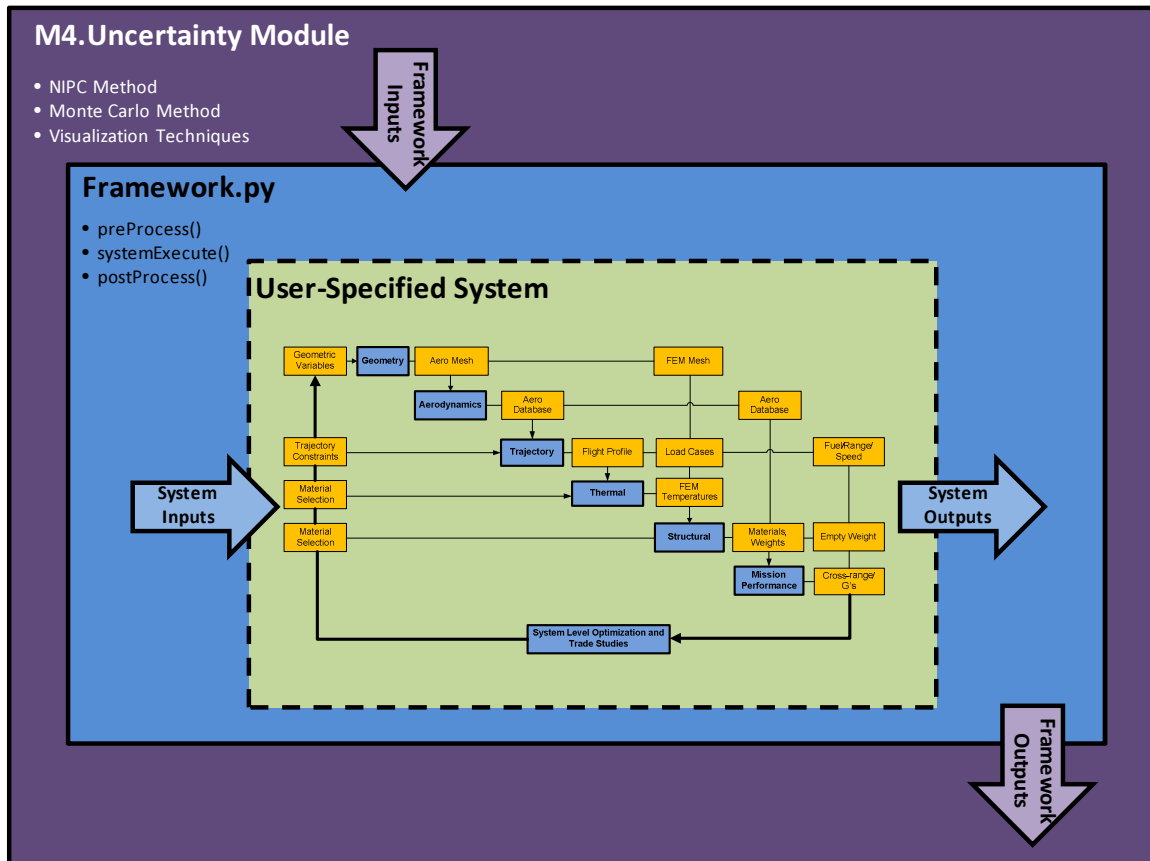 M4.Uncertainty Module
• NIPC Method
• Monte Carlo Method
• Visualization Techniques
Framework
Inputs
Framework.py
• preProcess()
• systemExecute()
• postProcess()
User-Specified System
Geometric
Variables
Geometry
Aero Mesh
FEM Mesh
Aerodynamics
Aero
Database
Aero
Database
Trajectory
Constraints
Trajectory
Flight Profile
Load Cases
Fuel/Range/
Speed
System
Inputs
Material
Selection
Thermal
FEM
Temperatures
System
Outputs
Material
Selection
Structural
Materials,
Weights
Empty Weight
Mission
Performance
Cross-range/
G's
System Level Optimization and
Trade Studies
Framework
Outputs